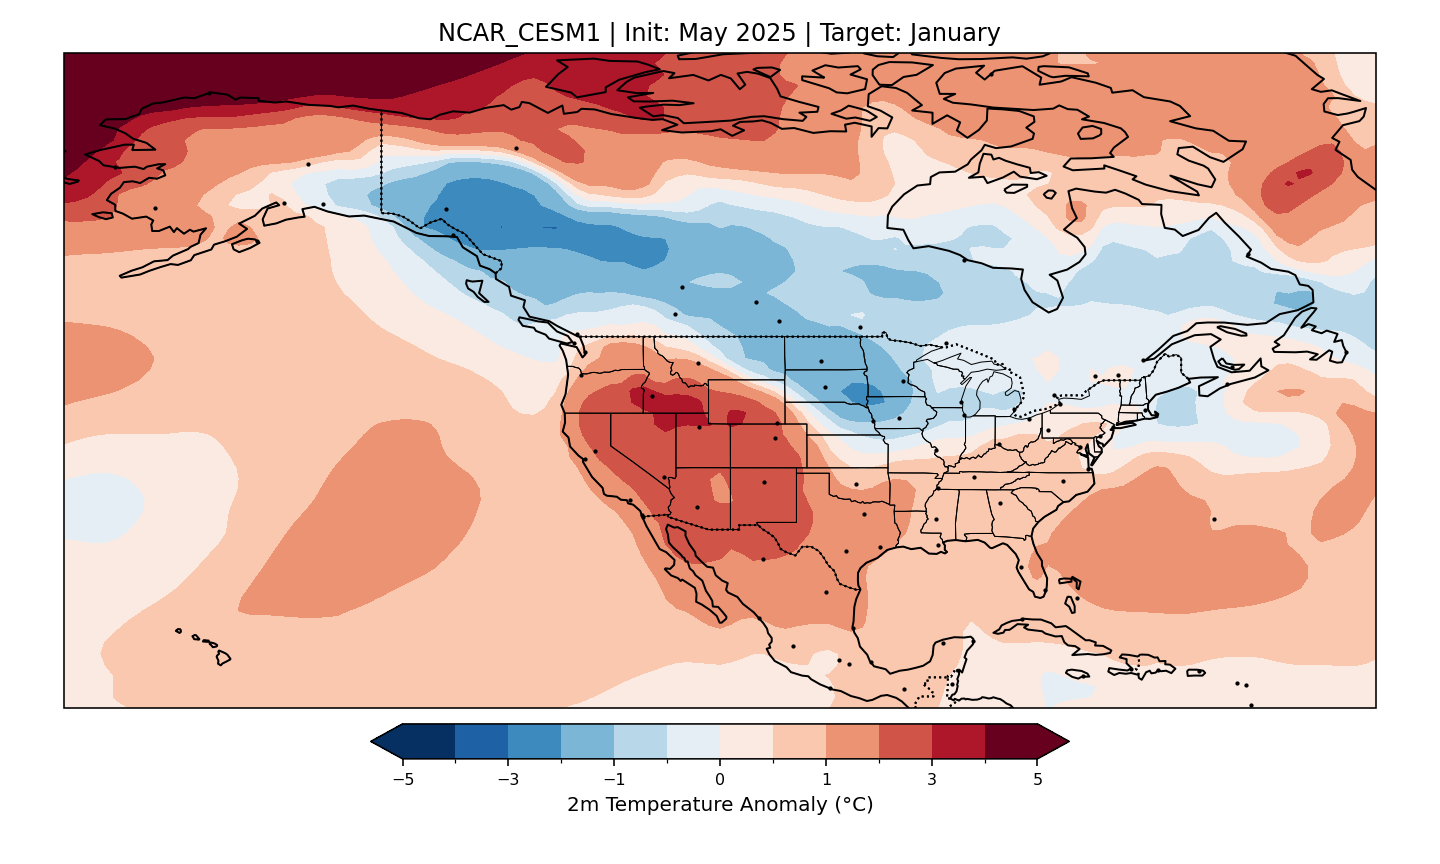 NCAR_CESM1 | Init: May 2025 | Target: January
−5 −3 −1 0 1 3 5
2m Temperature Anomaly (°C)